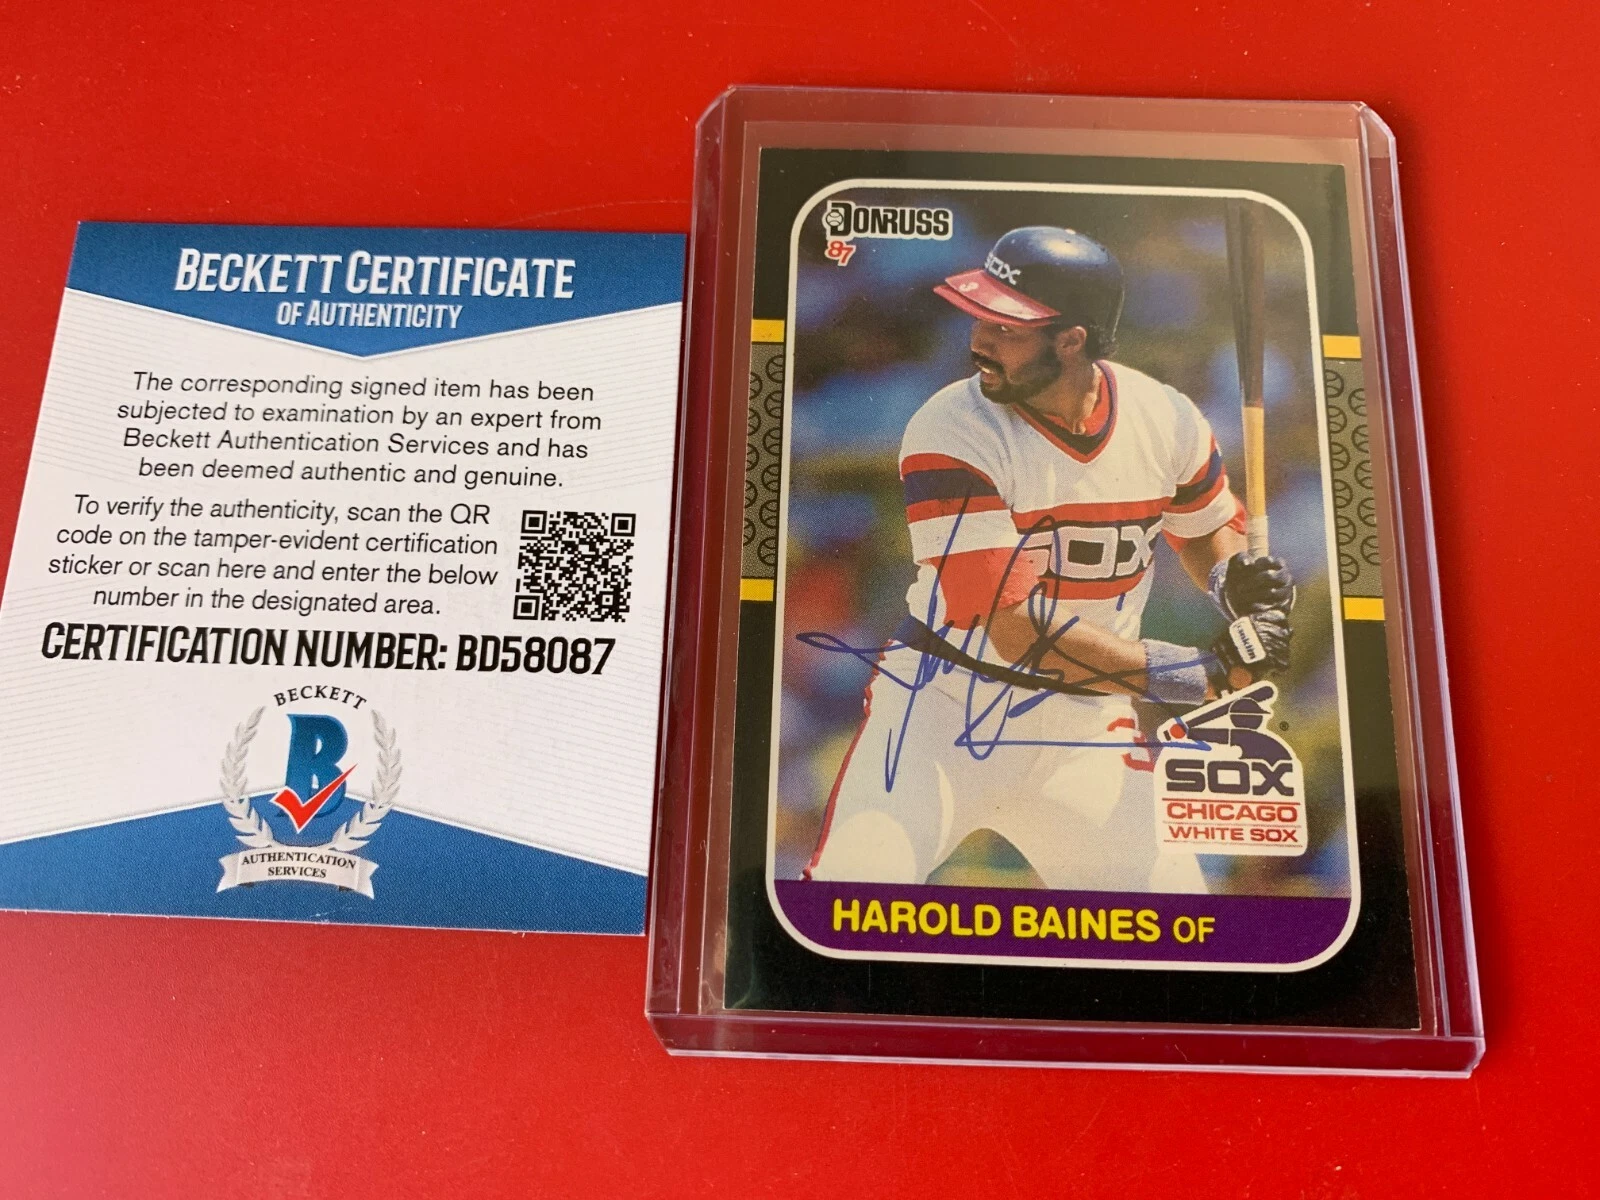 BECKETT CERTIFICATE
OF AUTHENTICITY
The corresponding signed item has been
subjected to examination by an expert from
Beckett Authentication Services and has
been deemed authentic and genuine.
To verify the authenticity, scan the QR
code on the tamper-evident certification
sticker or scan here and enter the below
number in the designated area.
CERTIFICATION NUMBER: BD58087
BECKETT
B
AUTHENTICATION
SERVICES
DONRUSS
87
SOX
3
SOX
Franklin
3
®
SOX
CHICAGO
WHITE SOX
HAROLD BAINES OF